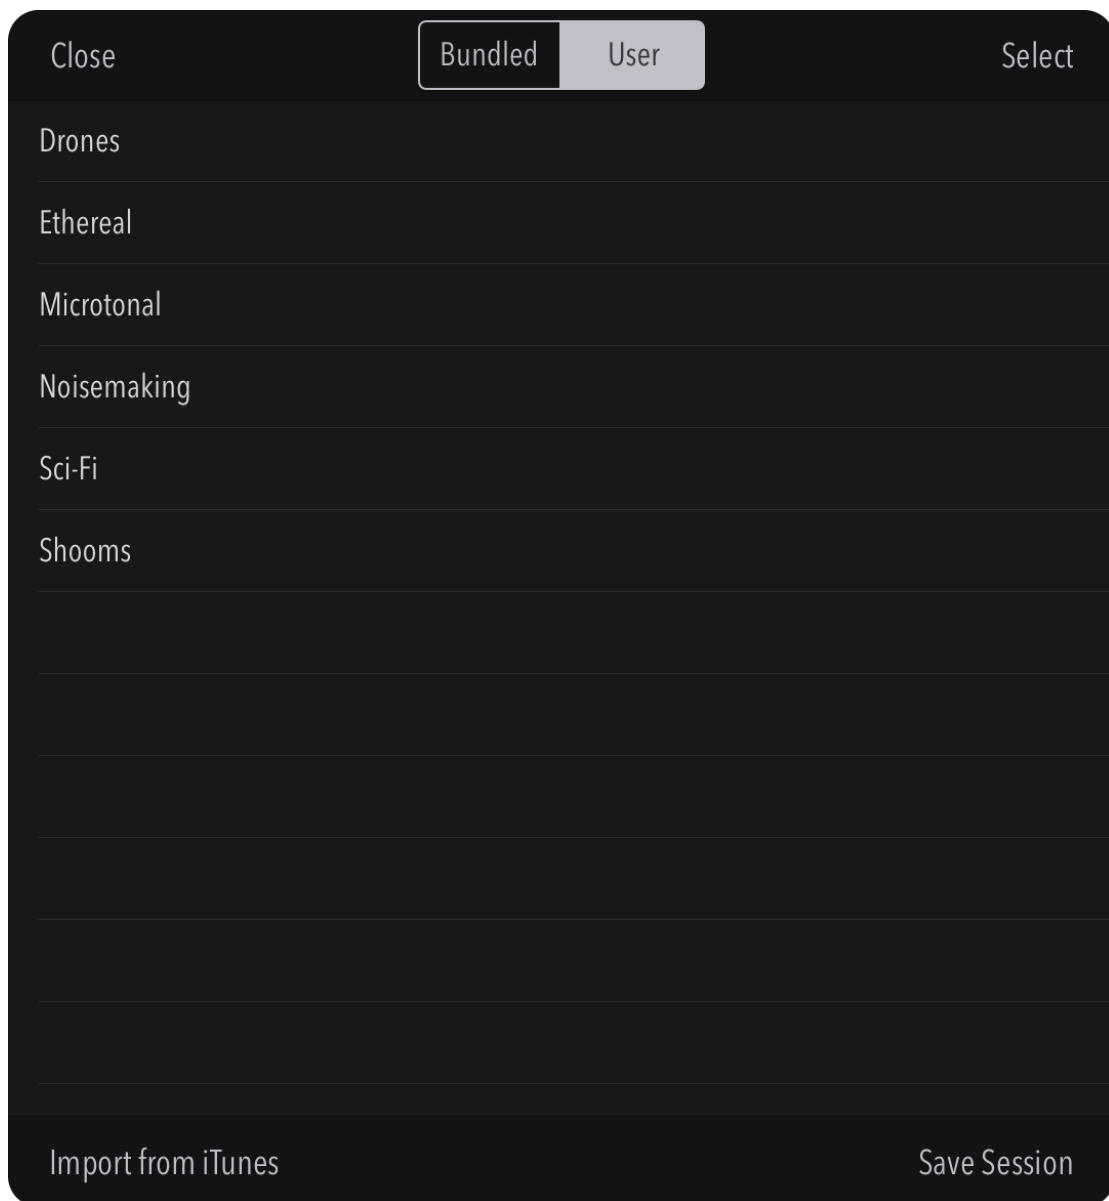 Close Bundled User Select
Drones
Ethereal
Microtonal
Noisemaking
Sci-Fi
Shooms
Import from iTunes Save Session